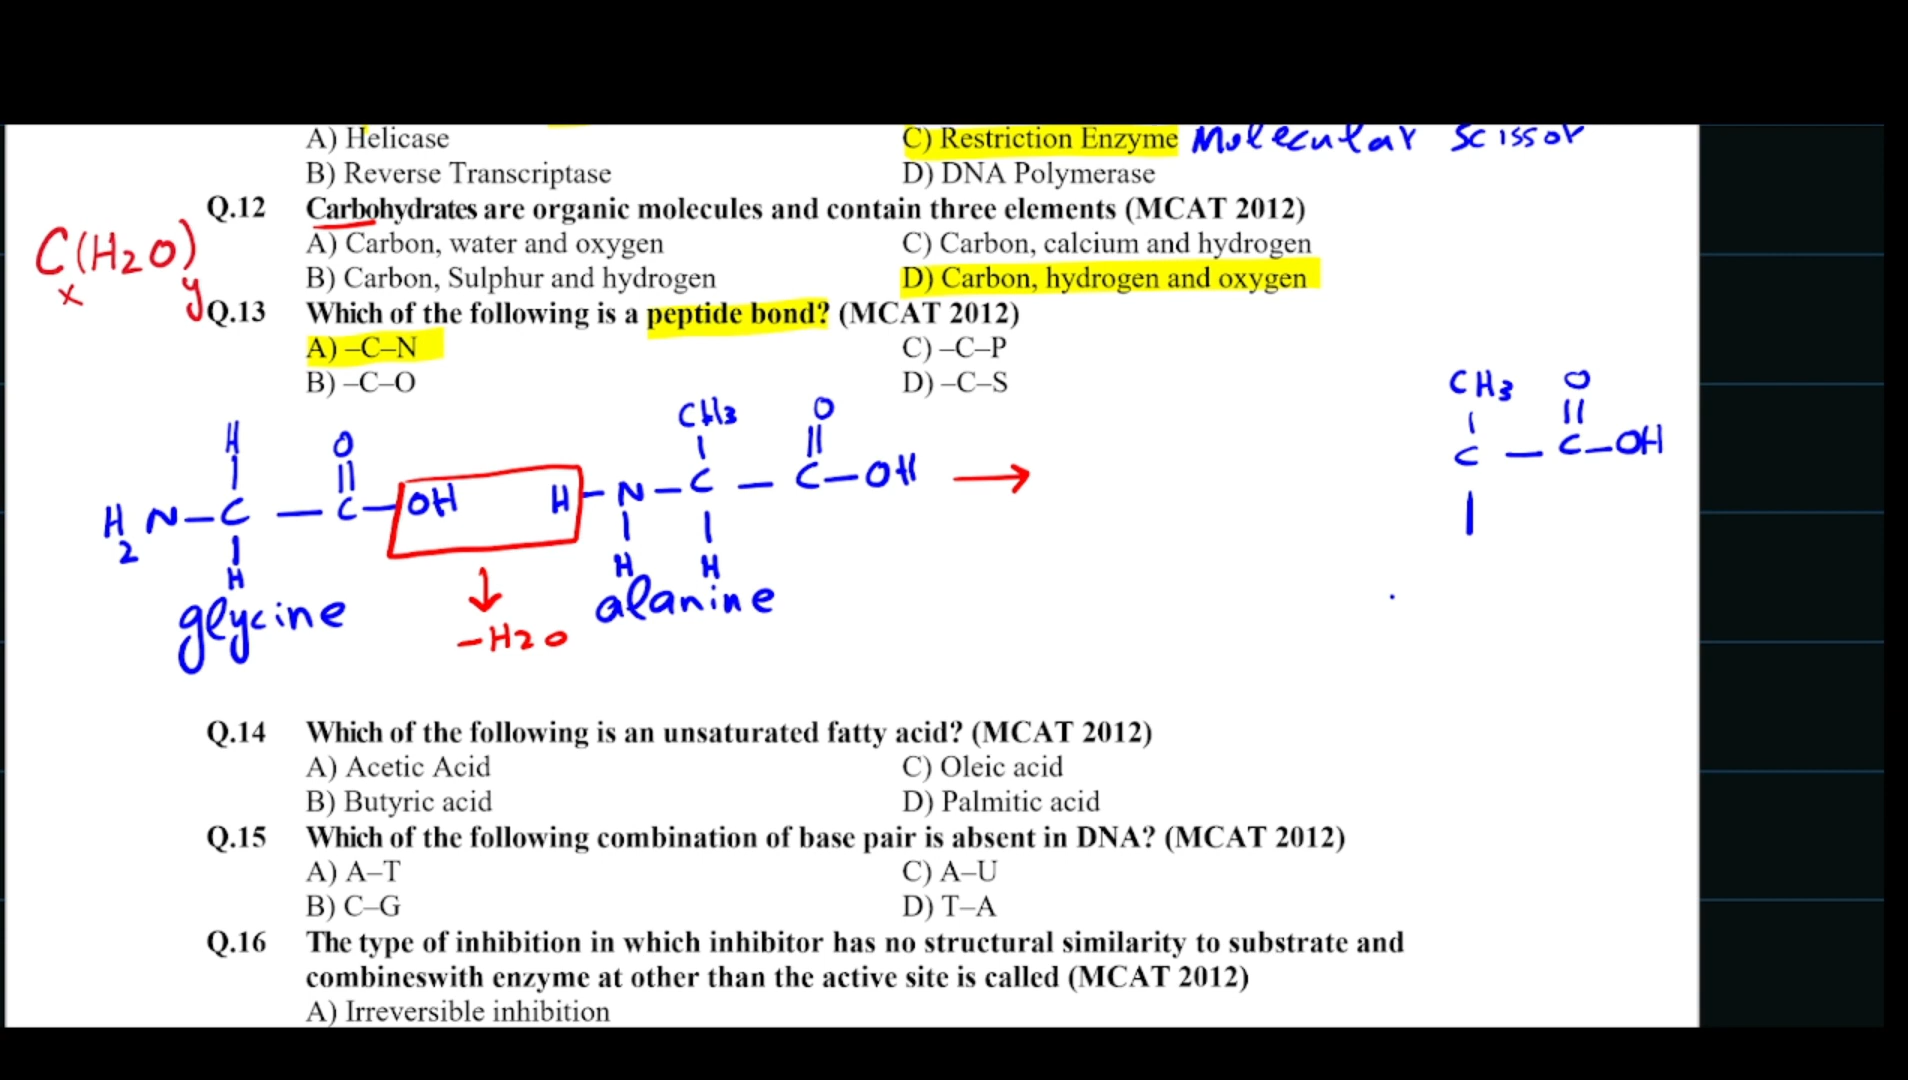 A) Helicase C) Restriction Enzyme Molecular Scissor
B) Reverse Transcriptase D) DNA Polymerase
Q.12 Carbohydrates are organic molecules and contain three elements (MCAT 2012)
C(H2O)
x y
A) Carbon, water and oxygen C) Carbon, calcium and hydrogen
B) Carbon, Sulphur and hydrogen D) Carbon, hydrogen and oxygen
Q.13 Which of the following is a peptide bond? (MCAT 2012)
A) –C–N C) –C–P
B) –C–O D) –C–S
H O CH3 O CH3 O
H2N–C–C–OH H–N–C–C–OH → C–C–OH
H H H
glycine alanine
–H2O
Q.14 Which of the following is an unsaturated fatty acid? (MCAT 2012)
A) Acetic Acid C) Oleic acid
B) Butyric acid D) Palmitic acid
Q.15 Which of the following combination of base pair is absent in DNA? (MCAT 2012)
A) A–T C) A–U
B) C–G D) T–A
Q.16 The type of inhibition in which inhibitor has no structural similarity to substrate and
combineswith enzyme at other than the active site is called (MCAT 2012)
A) Irreversible inhibition